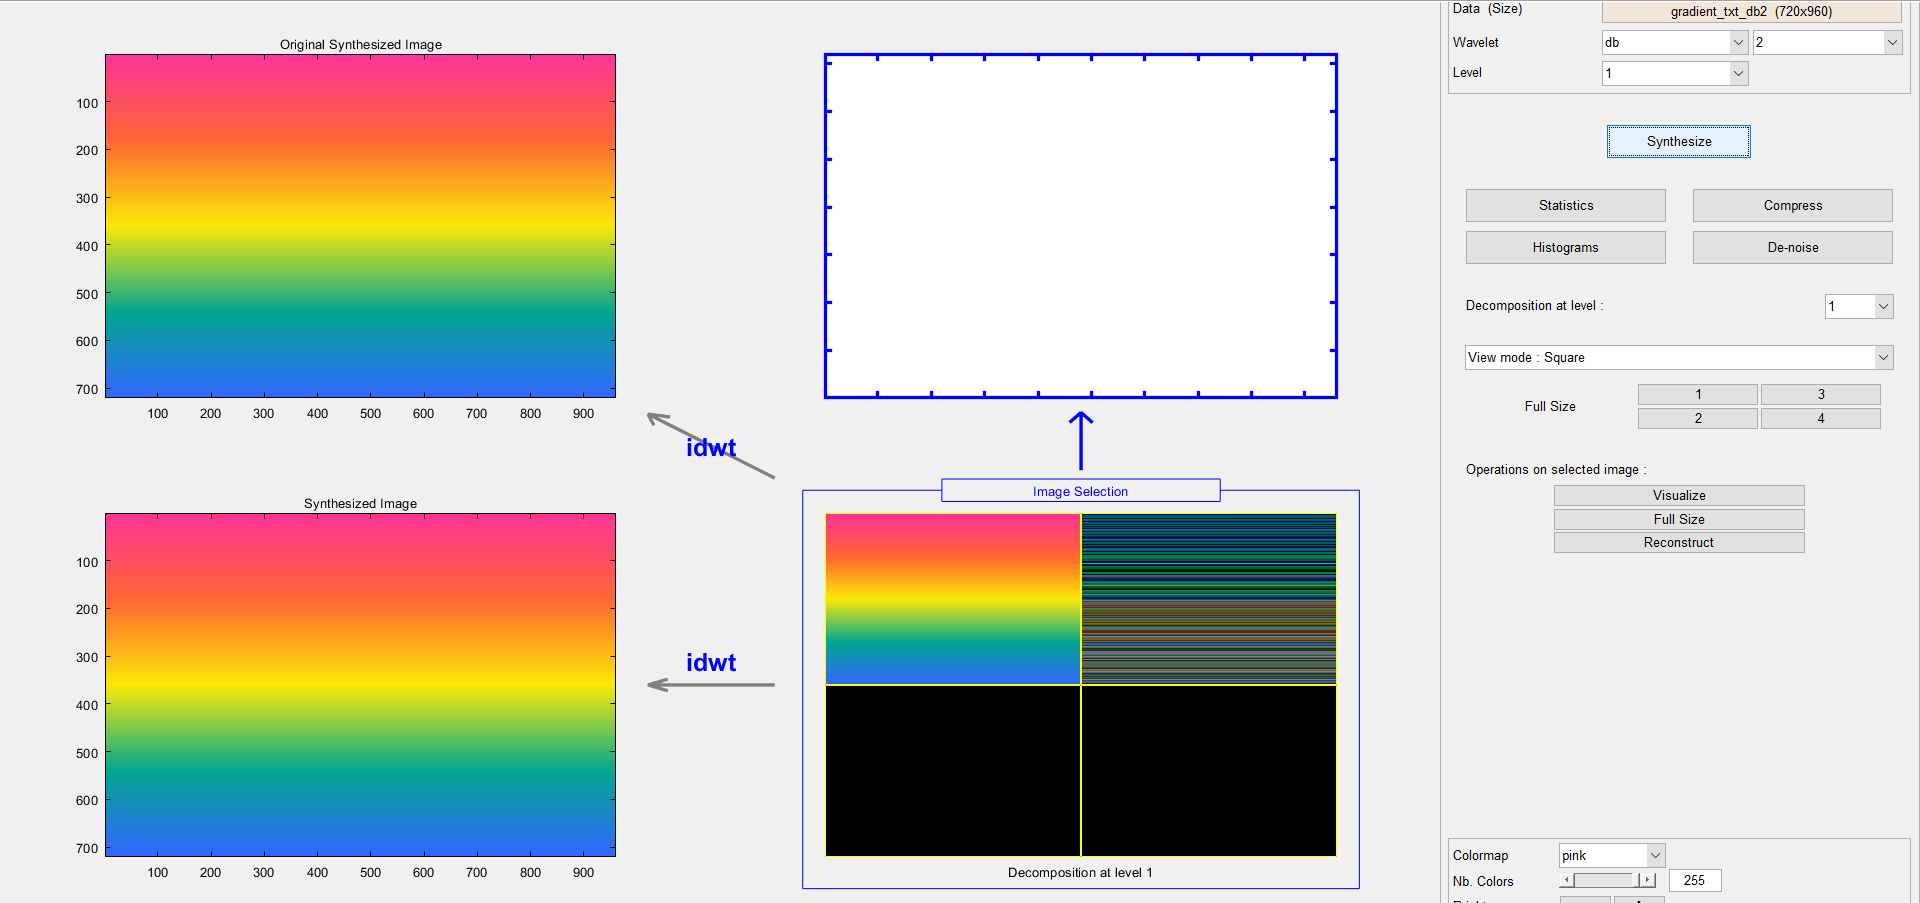 Original Synthesized Image
100
200
300
400
500
600
700
100 200 300 400 500 600 700 800 900
idwt
Synthesized Image
100
200
300
400
500
600
700
100 200 300 400 500 600 700 800 900
idwt
Image Selection
Decomposition at level 1
Data (Size) gradient_txt_db2 (720x960)
Wavelet db 2
Level 1
Synthesize
Statistics Compress
Histograms De-noise
Decomposition at level : 1
View mode : Square
Full Size 1 3
2 4
Operations on selected image :
Visualize
Full Size
Reconstruct
Colormap pink
Nb. Colors 255